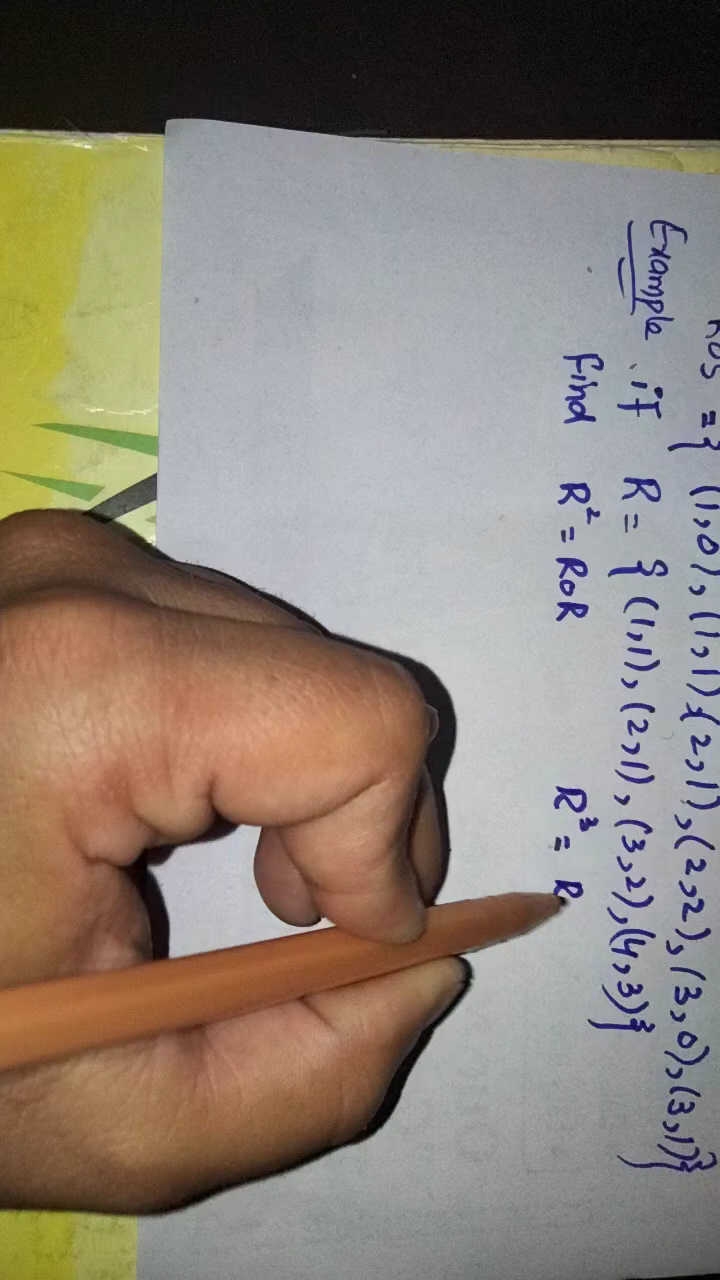 RoS = { (1,0), (1,1) (2,1), (2,2), (3,0), (3,1)}
Example if R = { (1,1), (2,1), (3,2), (4,3)}
find R² = RoR R³ = R